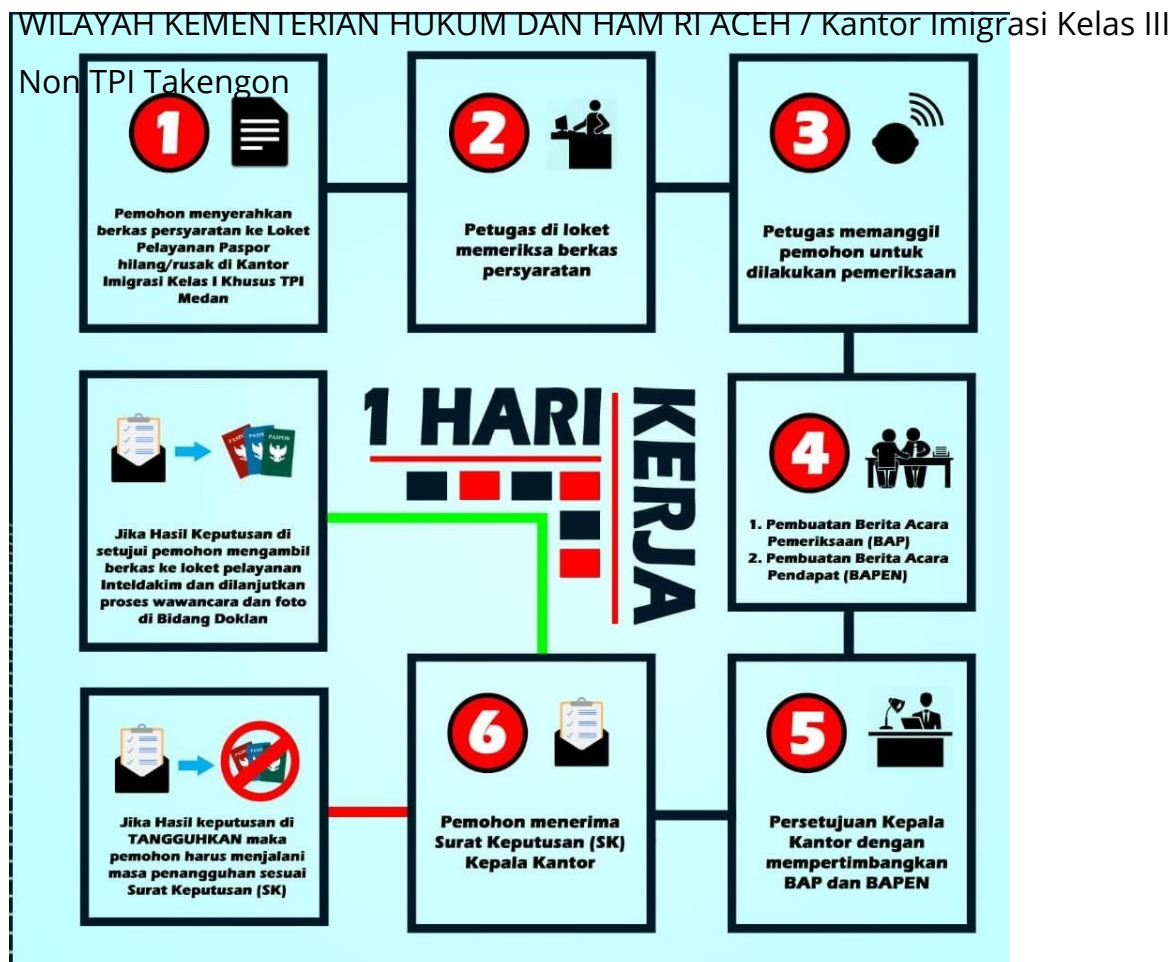 WILAYAH KEMENTERIAN HUKUM DAN HAM RI ACEH / Kantor Imigrasi Kelas III
Non TPI Takengon
1
Pemohon menyerahkan
berkas persyaratan ke Loket
Pelayanan Paspor
hilang/rusak di Kantor
Imigrasi Kelas I Khusus TPI
Medan
2
Petugas di loket
memeriksa berkas
persyaratan
3
Petugas memanggil
pemohon untuk
dilakukan pemeriksaan
1 HARI
KERJA
4
1. Pembuatan Berita Acara
Pemeriksaan (BAP)
2. Pembuatan Berita Acara
Pendapat (BAPEN)
5
Persetujuan Kepala
Kantor dengan
mempertimbangkan
BAP dan BAPEN
6
Pemohon menerima
Surat Keputusan (SK)
Kepala Kantor
PASPOR
Jika Hasil Keputusan di
setujui pemohon mengambil
berkas ke loket pelayanan
Inteldakim dan dilanjutkan
proses wawancara dan foto
di Bidang Doklan
Jika Hasil keputusan di
TANGGUHKAN maka
pemohon harus menjalani
masa penangguhan sesuai
Surat Keputusan (SK)